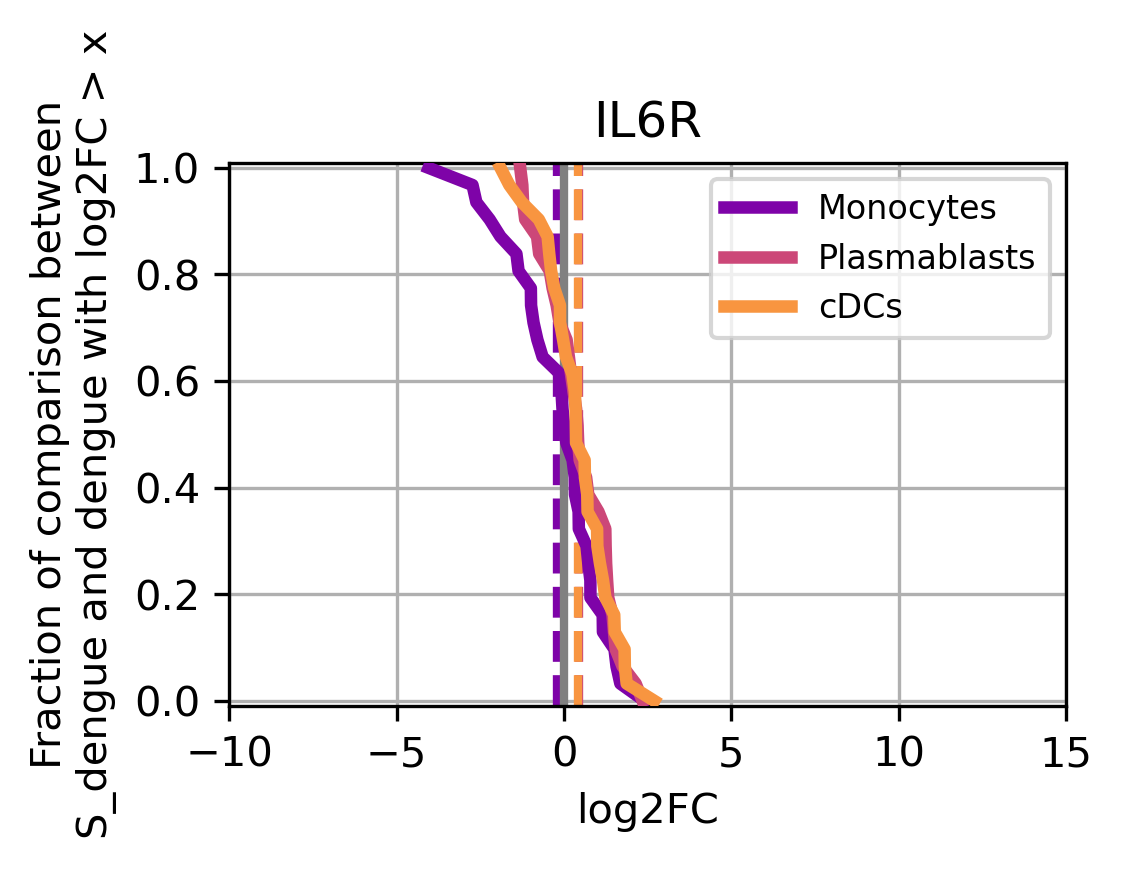 IL6R
Fraction of comparison between
S_dengue and dengue with log2FC > x
1.0
0.8
0.6
0.4
0.2
0.0
Monocytes
Plasmablasts
cDCs
−10 −5 0 5 10 15
log2FC